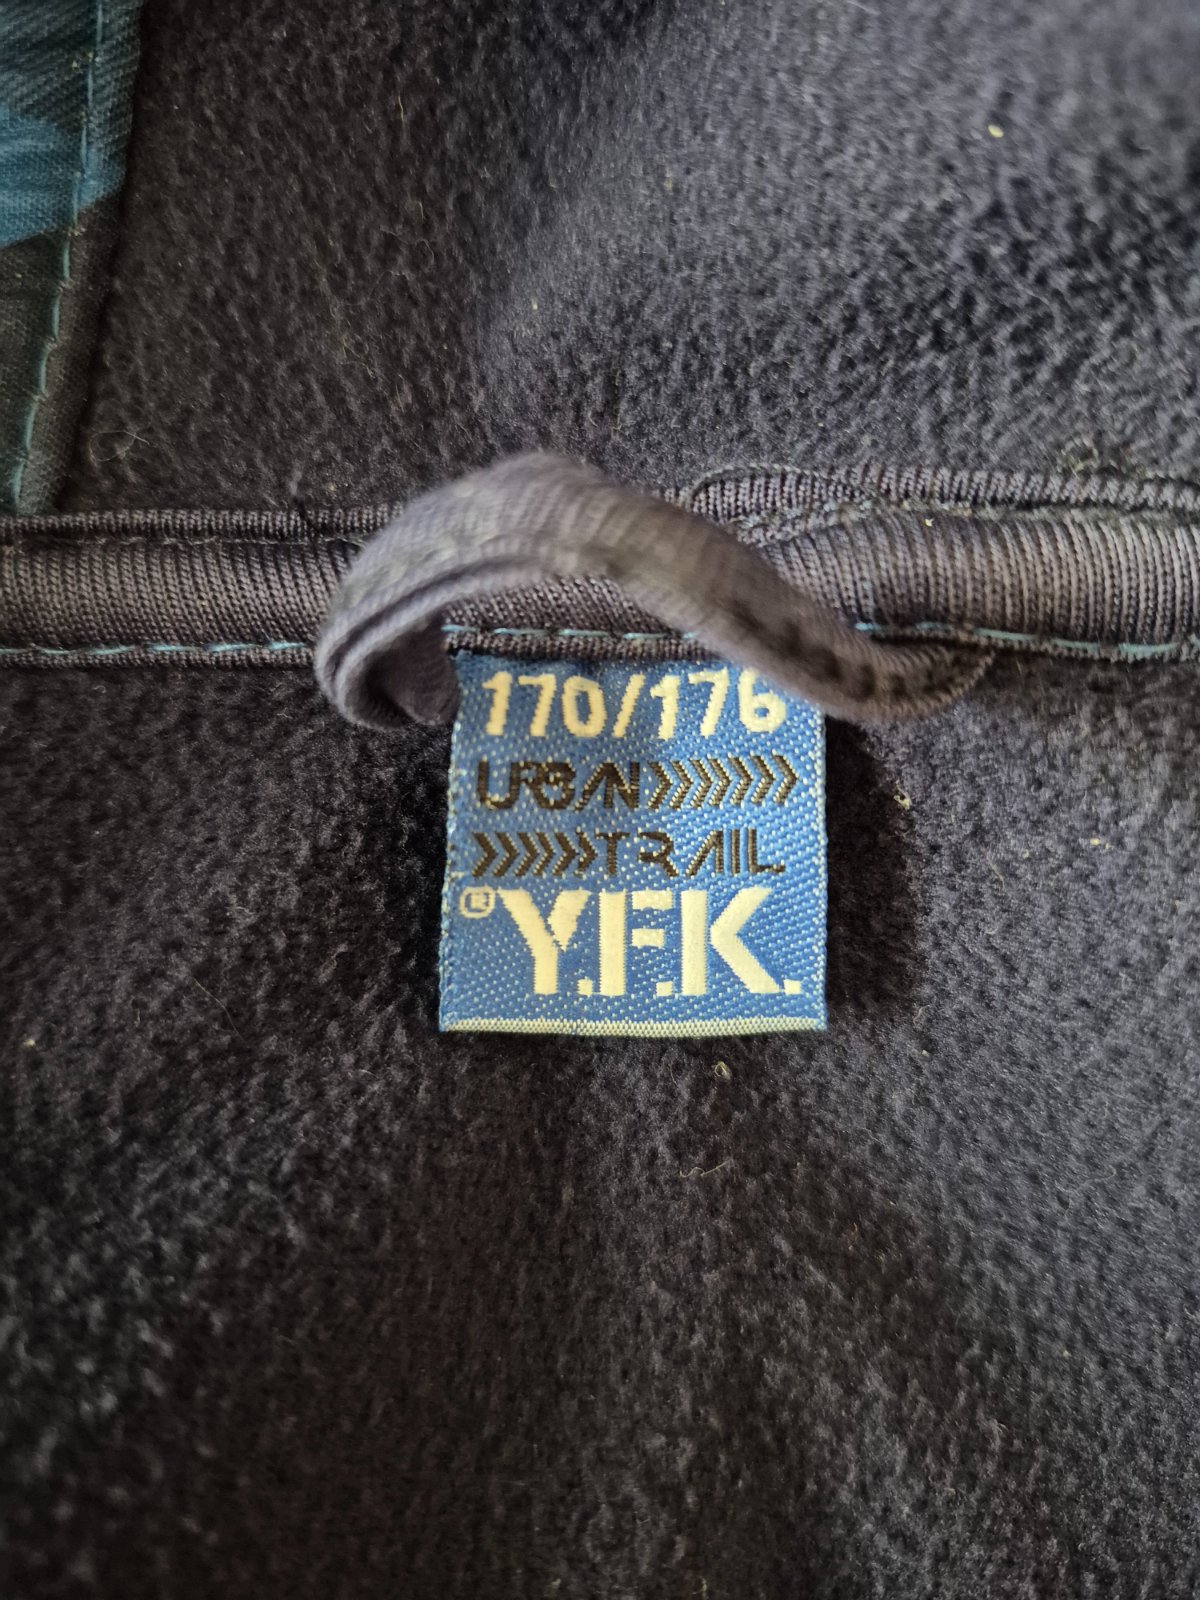 170/176
URBAN
TRAIL
® Y.F.K.